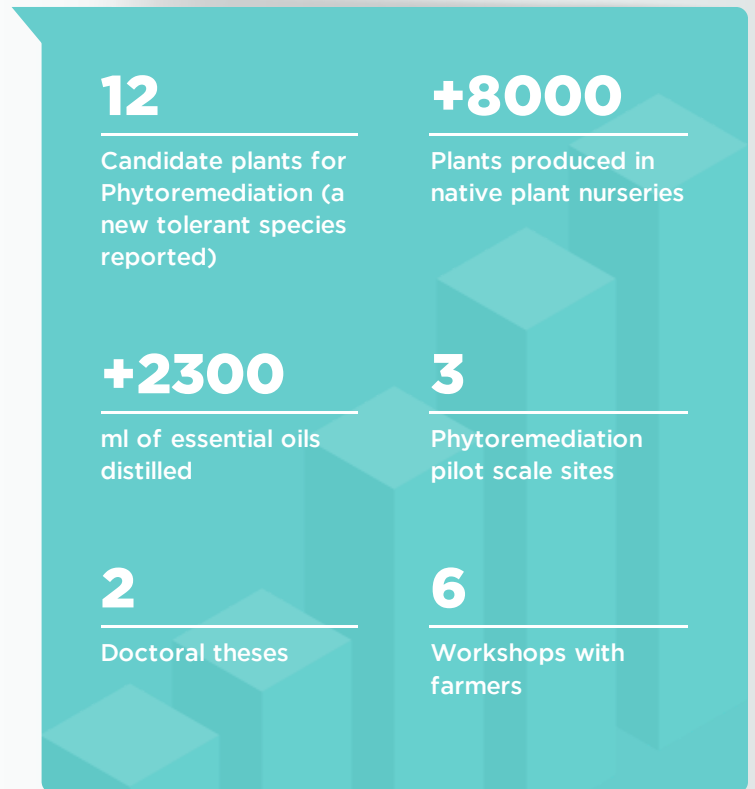 12
Candidate plants for
Phytoremediation (a
new tolerant species
reported)
+8000
Plants produced in
native plant nurseries
+2300
ml of essential oils
distilled
3
Phytoremediation
pilot scale sites
2
Doctoral theses
6
Workshops with
farmers